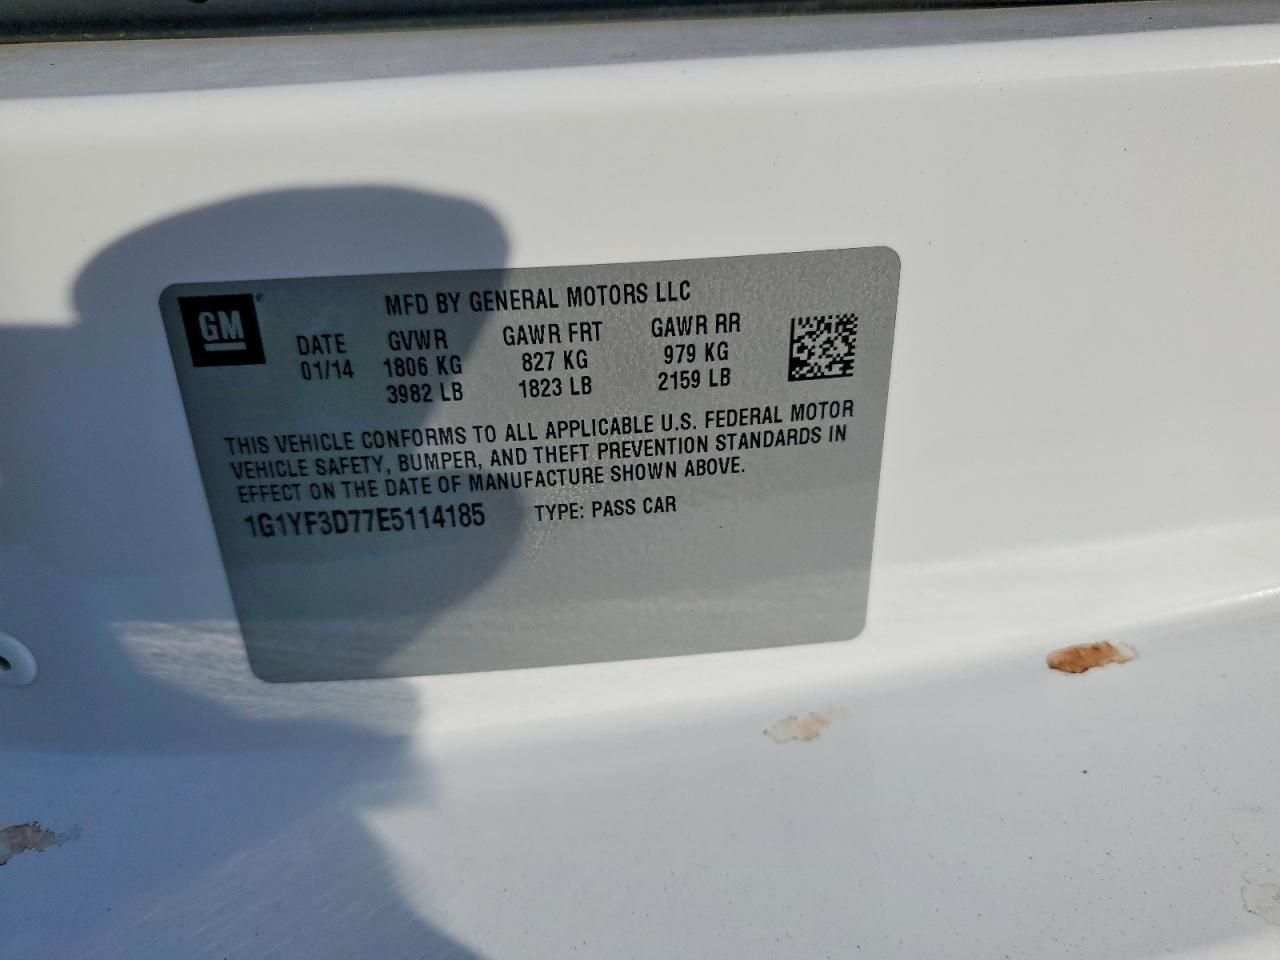 MFD BY GENERAL MOTORS LLC
GM
DATE GVWR GAWR FRT GAWR RR
01/14 1806 KG 827 KG 979 KG
3982 LB 1823 LB 2159 LB
THIS VEHICLE CONFORMS TO ALL APPLICABLE U.S. FEDERAL MOTOR
VEHICLE SAFETY, BUMPER, AND THEFT PREVENTION STANDARDS IN
EFFECT ON THE DATE OF MANUFACTURE SHOWN ABOVE.
1G1YF3D77E5114185 TYPE: PASS CAR